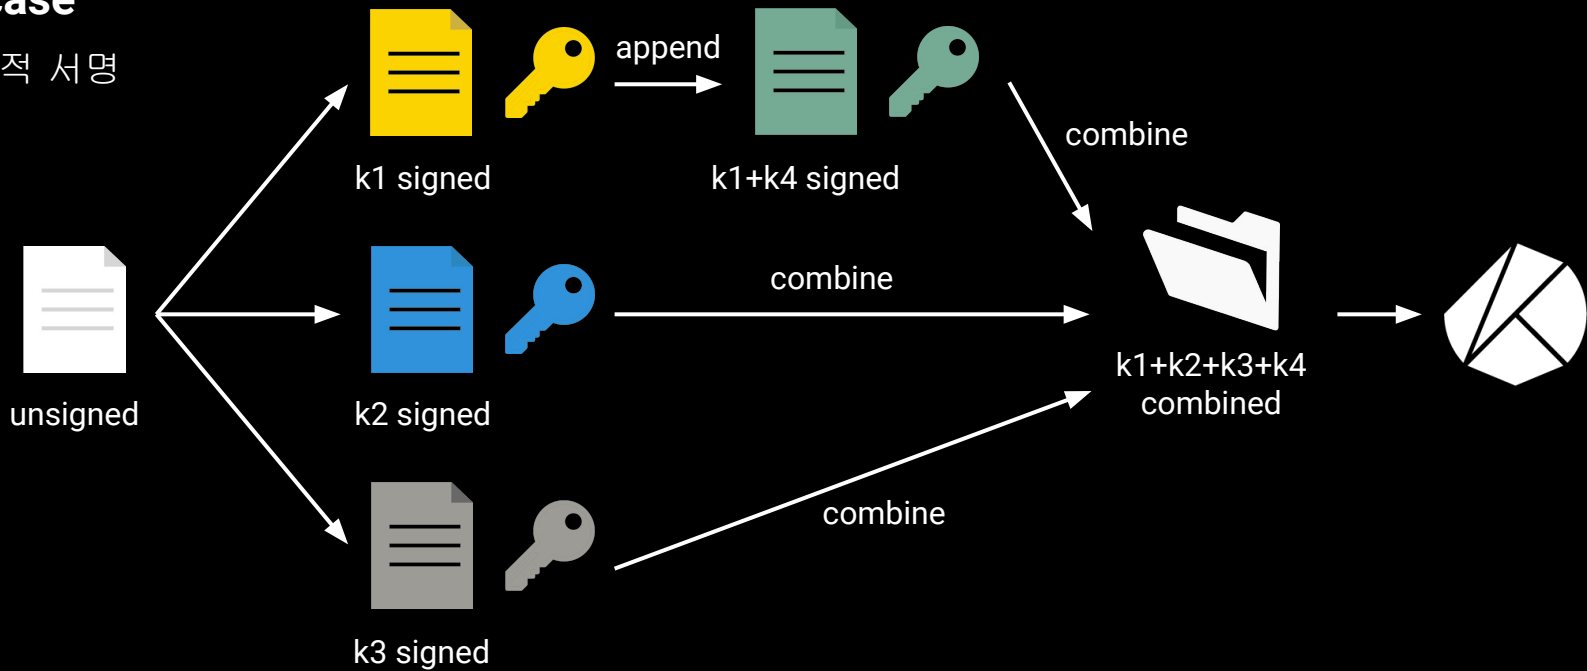 적 서명
append
combine
k1 signed
k1+k4 signed
combine
k1+k2+k3+k4
combined
unsigned
k2 signed
combine
k3 signed